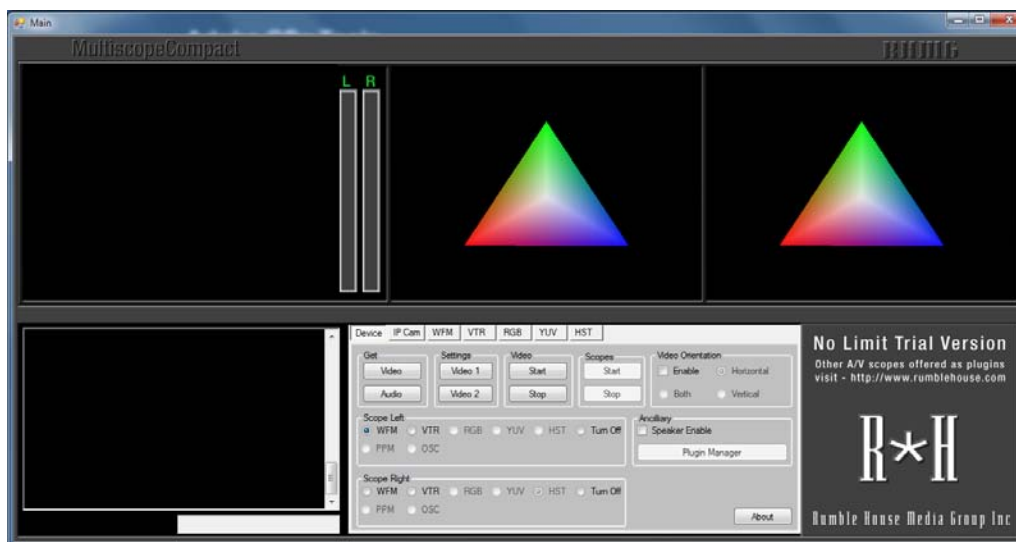 Main
MultiscopeCompact
RHMG
L R
Device IP Cam WFM VTR RGB YUV HST
Get Settings Video Scopes Video Orientation
Video Video 1 Start Start Enable Horizontal
Audio Video 2 Stop Stop Both Vertical
Scope Left Ancilliary
WFM VTR RGB YUV HST Turn Off Speaker Enable
PPM OSC Plugin Manager
Scope Right
WFM VTR RGB YUV HST Turn Off
PPM OSC
About
No Limit Trial Version
Other A/V scopes offered as plugins
visit - http://www.rumblehouse.com
R*H
Rumble House Media Group Inc